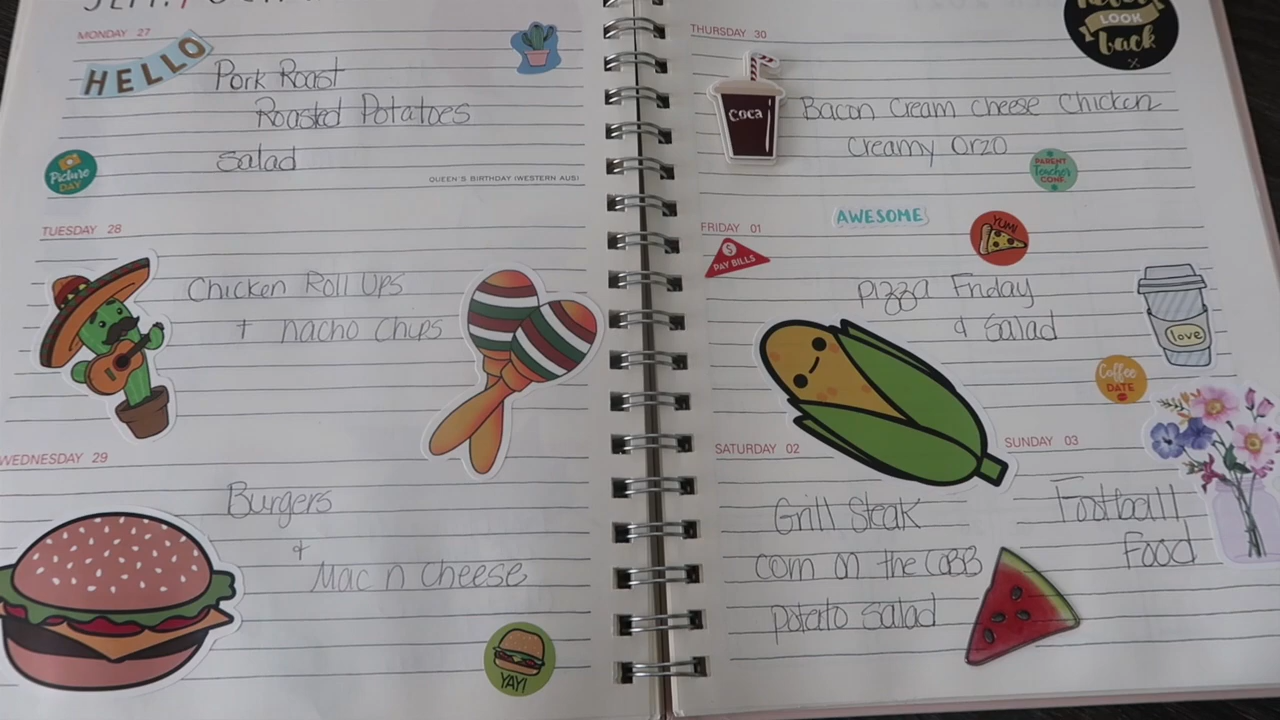 MONDAY 27
HELLO
Pork Roast
Roasted Potatoes
Salad
Picture
DAY
QUEEN'S BIRTHDAY (WESTERN AUS)
TUESDAY 28
Chicken Roll Ups
+ nacho chips
WEDNESDAY 29
Burgers
&
Mac n Cheese
YAY!
THURSDAY 30
LOOK
back
COCA
Bacon Cream Cheese Chicken
Creamy Orzo
PARENT
Teacher
CONF.
AWESOME
FRIDAY 01
$
PAY BILLS
YUM!
Pizza Friday
& Salad
love
Coffee
DATE
SATURDAY 02
Grill Steak
corn on the CoBB
potato salad
SUNDAY 03
Football
Food